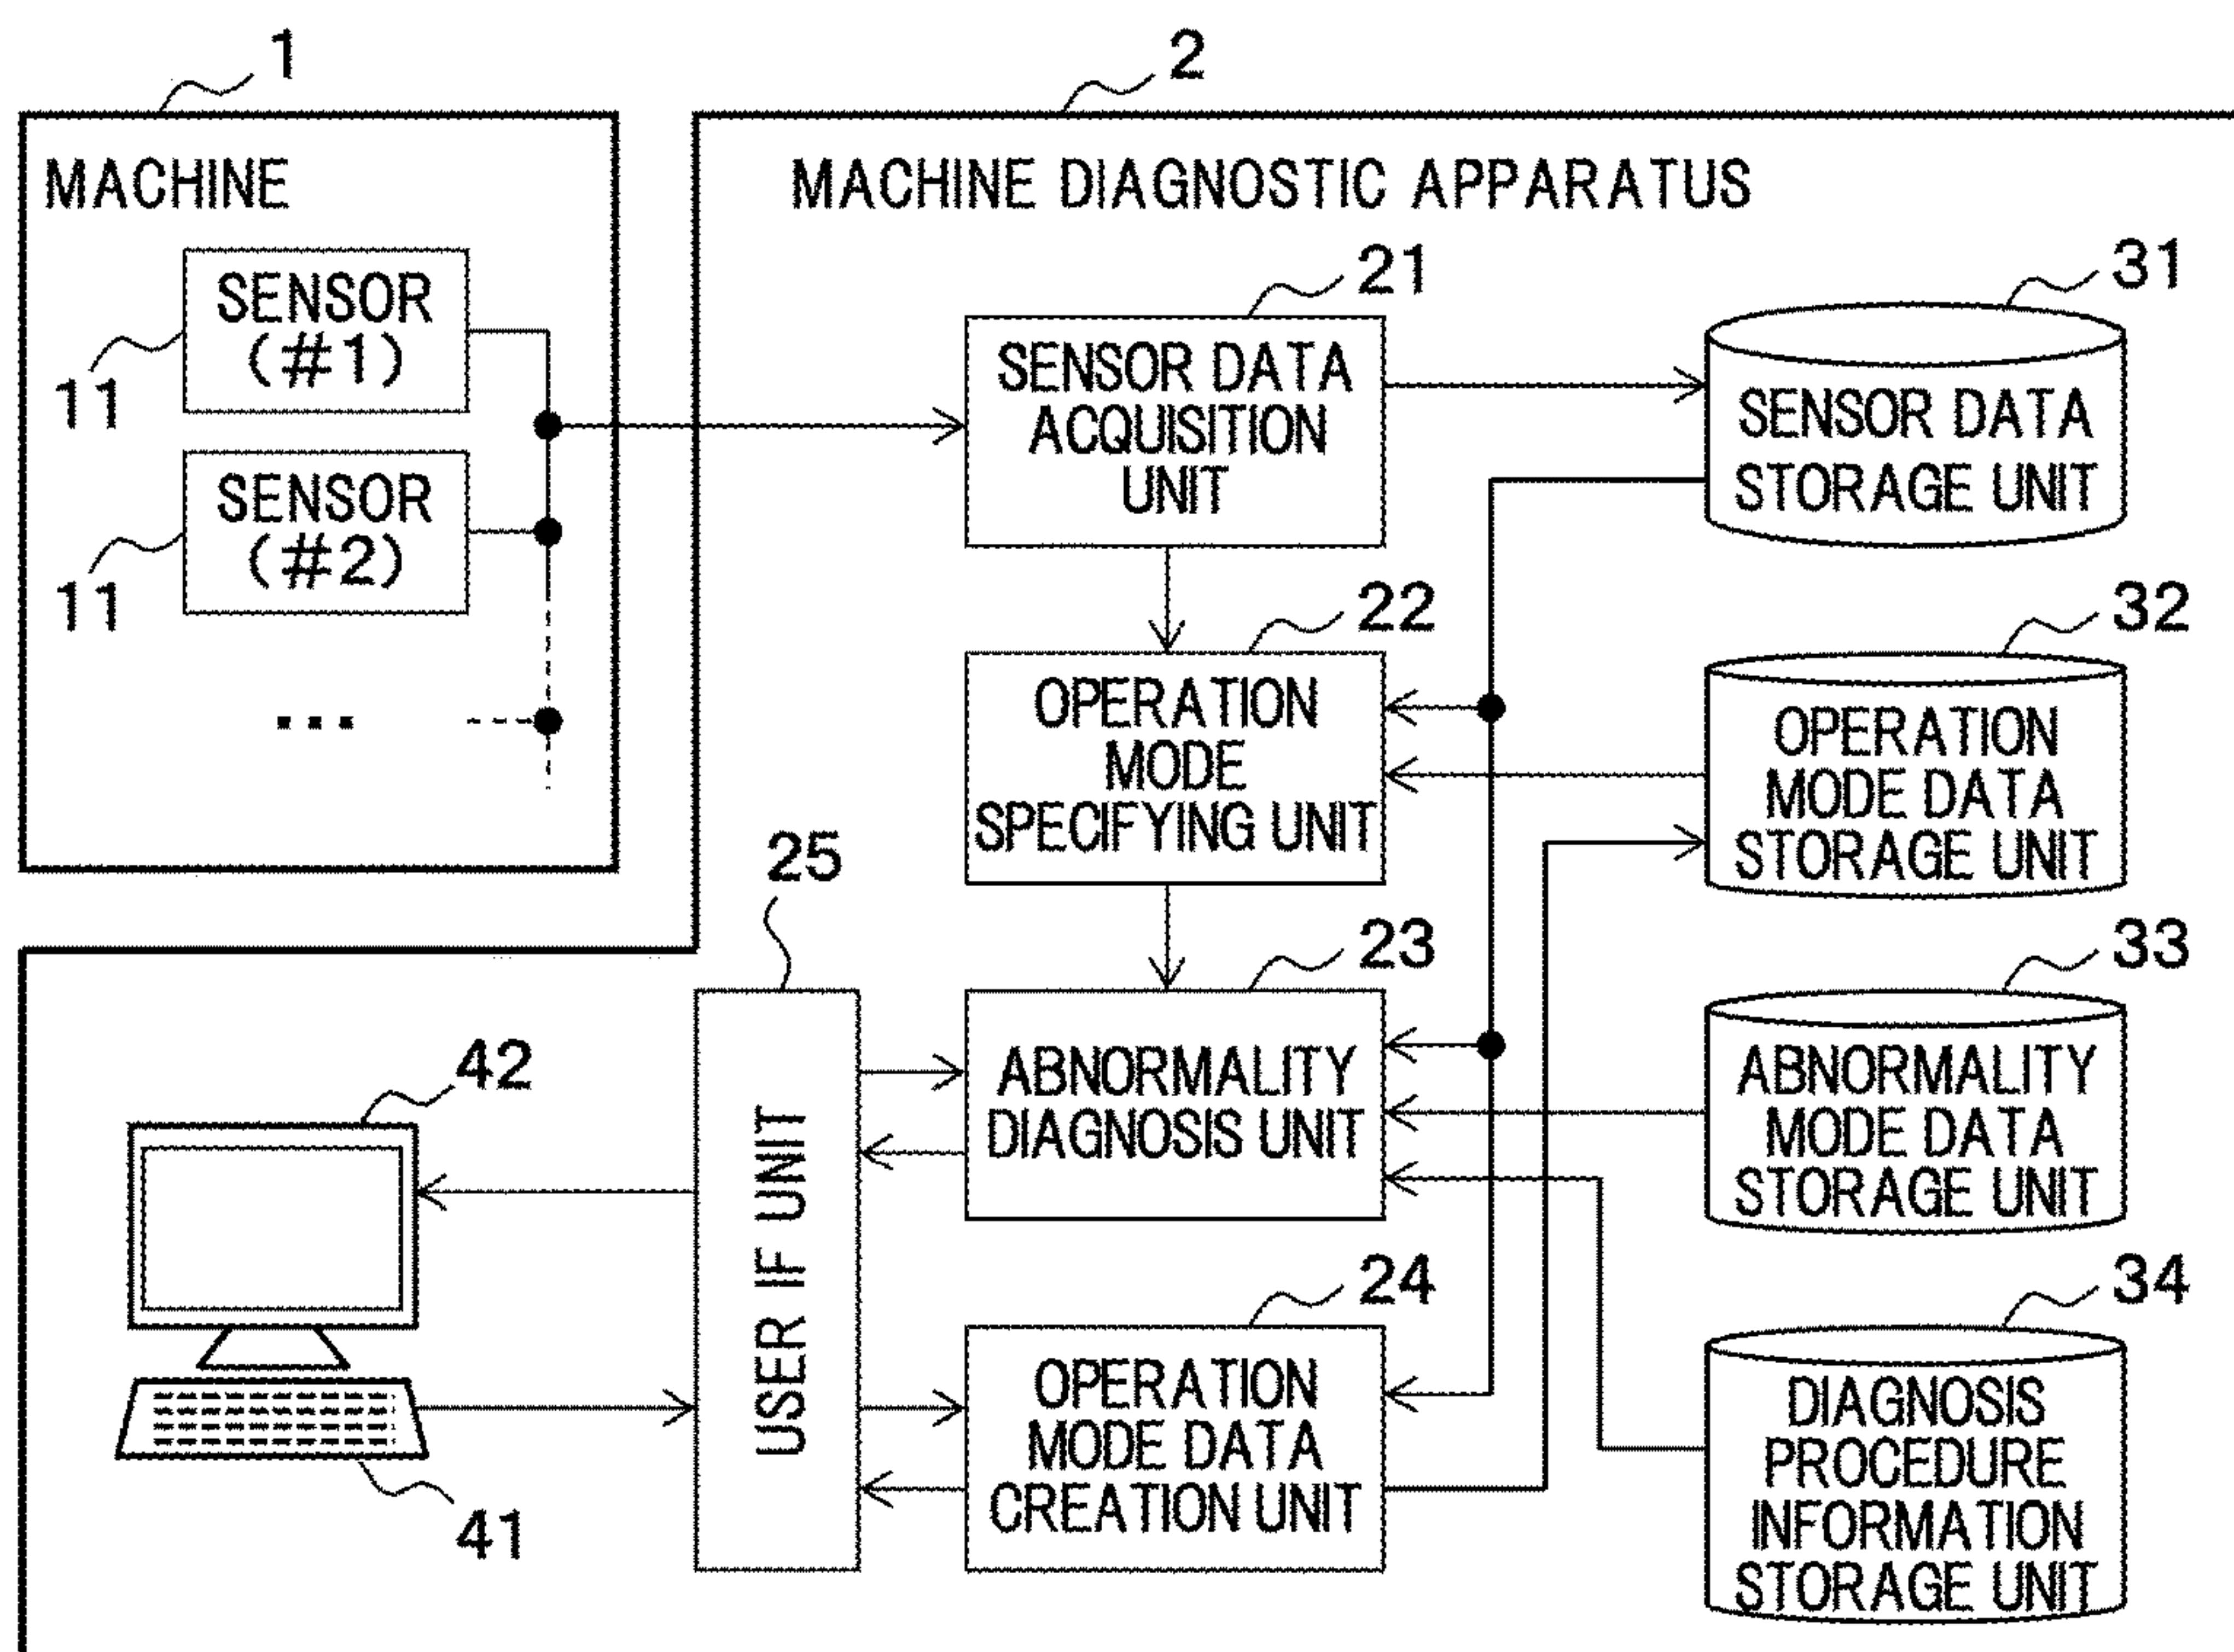 1
2
MACHINE
MACHINE DIAGNOSTIC APPARATUS
SENSOR
(#1)
11
SENSOR
(#2)
11
...
21
SENSOR DATA
ACQUISITION
UNIT
31
SENSOR DATA
STORAGE UNIT
22
OPERATION
MODE
SPECIFYING UNIT
32
OPERATION
MODE DATA
STORAGE UNIT
25
USER IF UNIT
23
ABNORMALITY
DIAGNOSIS UNIT
33
ABNORMALITY
MODE DATA
STORAGE UNIT
42
41
24
OPERATION
MODE DATA
CREATION UNIT
34
DIAGNOSIS
PROCEDURE
INFORMATION
STORAGE UNIT